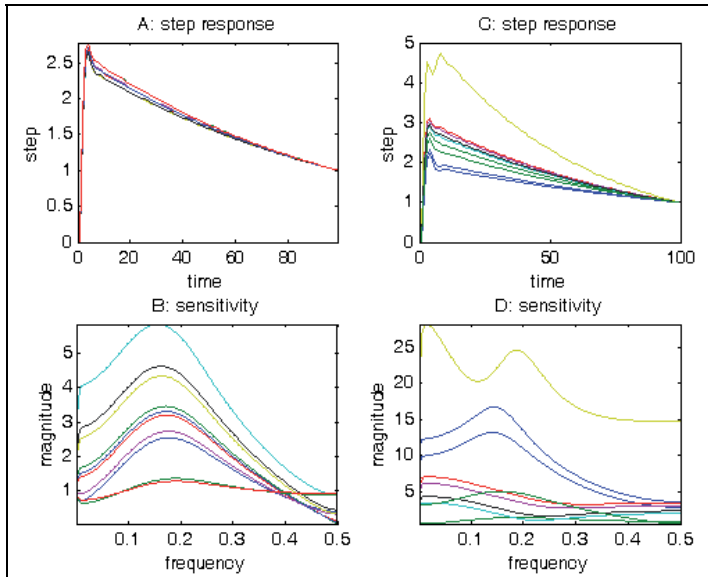 A: step response
2.5
2
1.5
1
0.5
0
step
0 20 40 60 80
time
C: step response
5
4
3
2
1
0
step
0 50 100
time
B: sensitivity
5
4
3
2
1
magnitude
0.1 0.2 0.3 0.4 0.5
frequency
D: sensitivity
25
20
15
10
5
magnitude
0.1 0.2 0.3 0.4 0.5
frequency